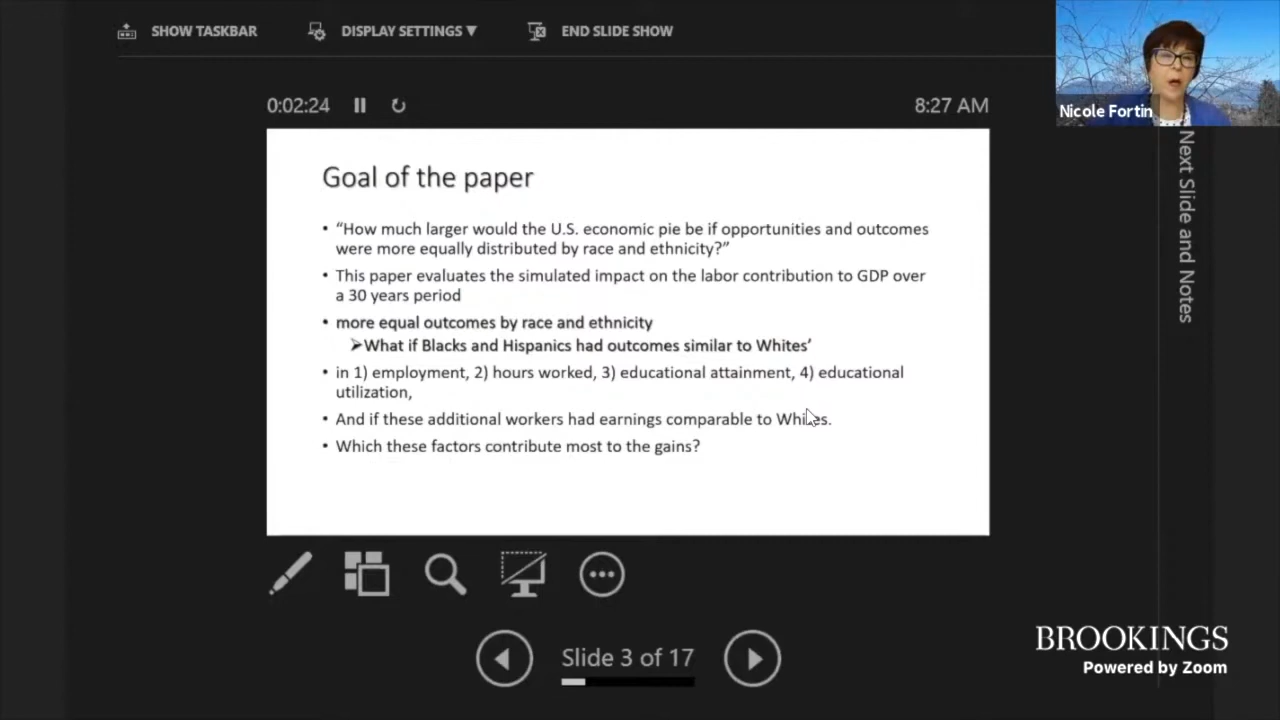 SHOW TASKBAR DISPLAY SETTINGS ▼ END SLIDE SHOW
0:02:24 8:27 AM
Nicole Fortin
Goal of the paper
• “How much larger would the U.S. economic pie be if opportunities and outcomes
were more equally distributed by race and ethnicity?”
• This paper evaluates the simulated impact on the labor contribution to GDP over
a 30 years period
• more equal outcomes by race and ethnicity
➢What if Blacks and Hispanics had outcomes similar to Whites’
• in 1) employment, 2) hours worked, 3) educational attainment, 4) educational
utilization,
• And if these additional workers had earnings comparable to Whites.
• Which these factors contribute most to the gains?
Next Slide and Notes
Slide 3 of 17
BROOKINGS
Powered by Zoom